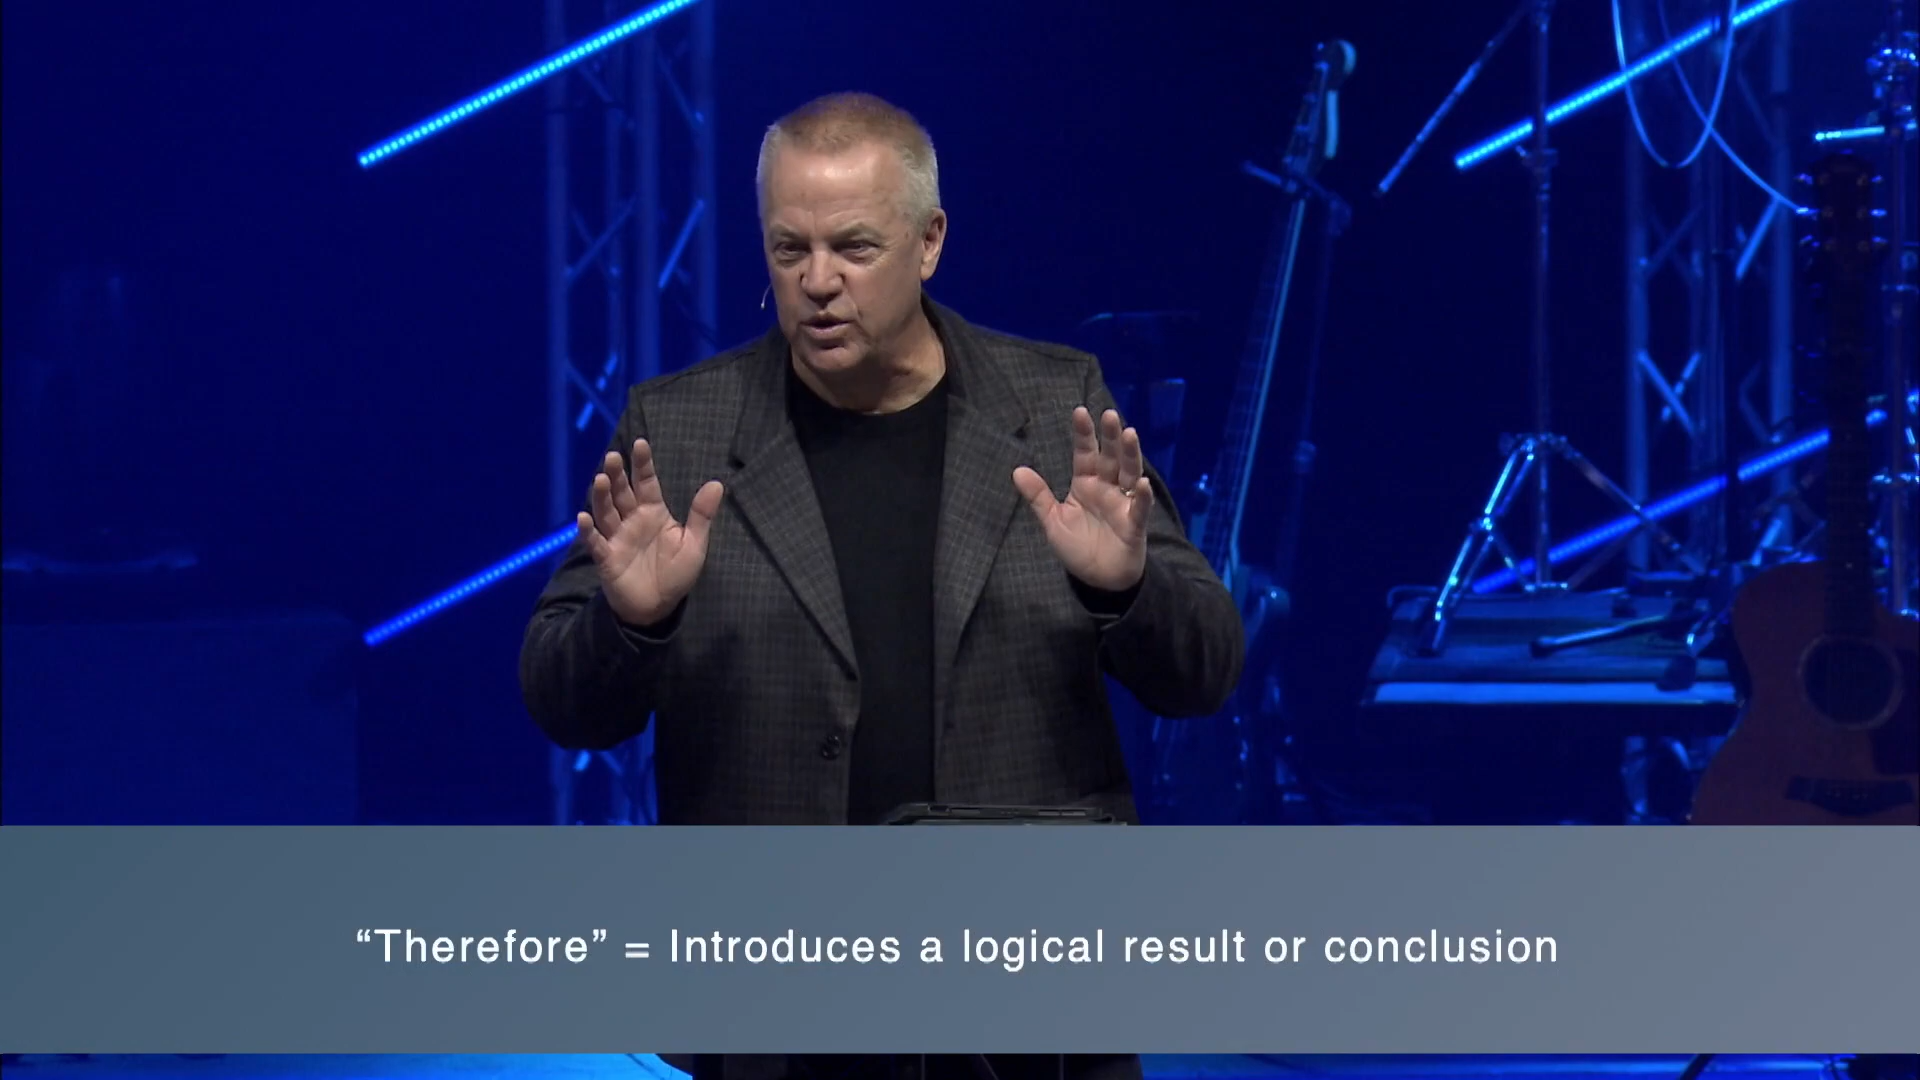 “Therefore” = Introduces a logical result or conclusion